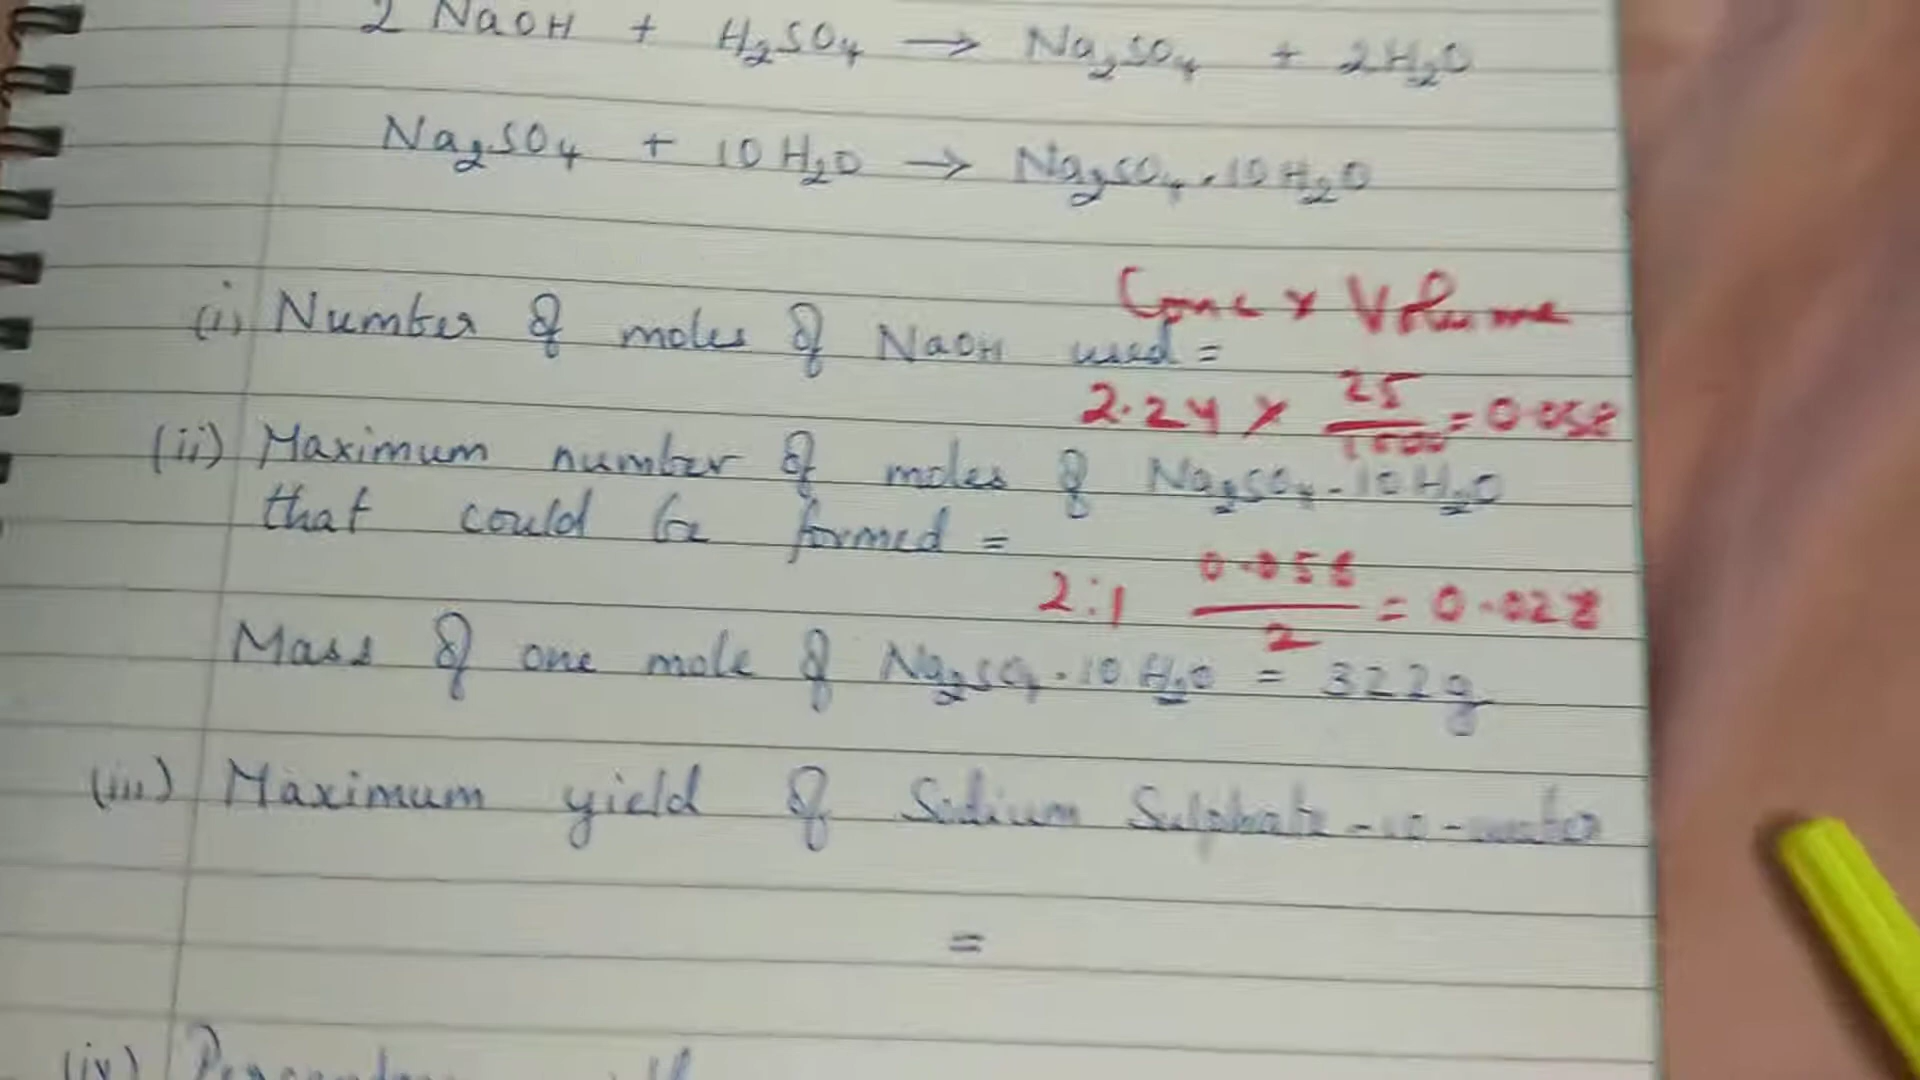 2 NaOH + H₂SO₄ → Na₂SO₄ + 2H₂O
Na₂SO₄ + 10H₂O → Na₂SO₄.10H₂O
Conc x Volume
(i) Number of moles of NaOH used =
2.24 x 25/1000 = 0.056
(ii) Maximum number of moles of Na₂SO₄.10H₂O
that could be formed =
2:1 0.056/2 = 0.028
Mass of one mole of Na₂SO₄.10H₂O = 322g
(iii) Maximum yield of Sodium Sulphate-10-water
=
(iv)